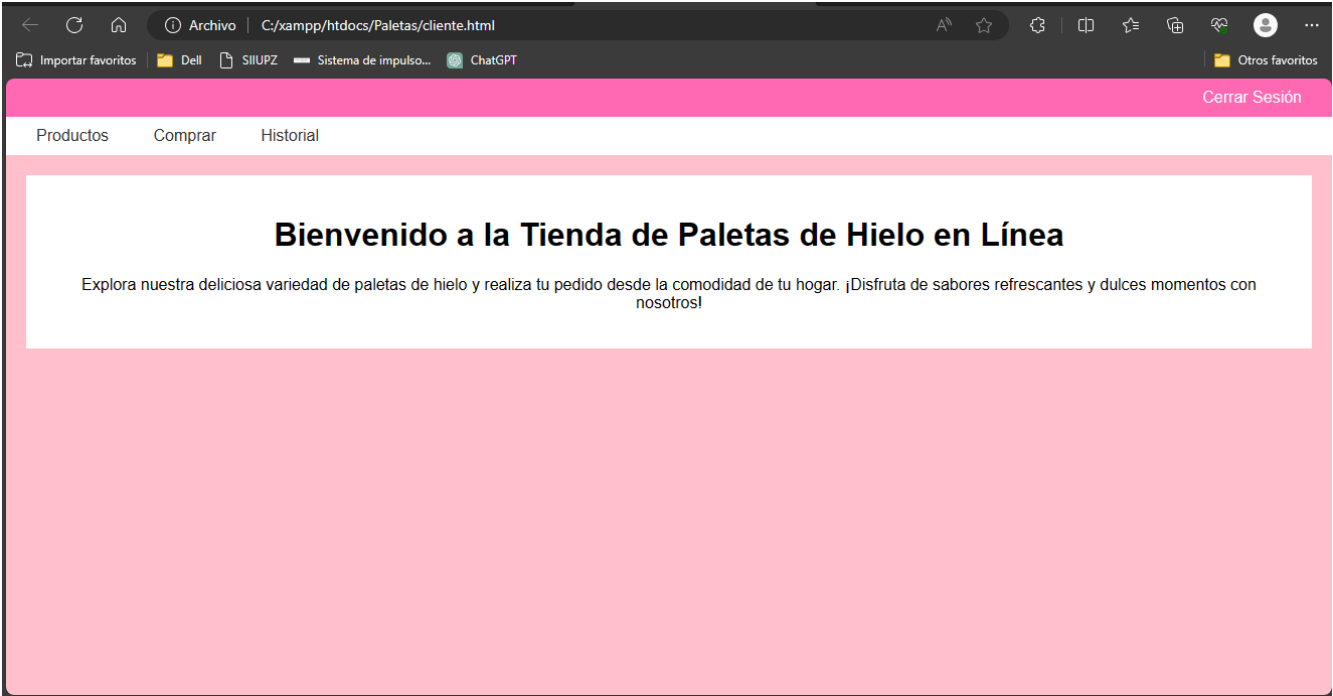 Archivo C:/xampp/htdocs/Paletas/cliente.html
Importar favoritos Dell SIIUPZ Sistema de impulso... ChatGPT Otros favoritos
Cerrar Sesión
Productos Comprar Historial
Bienvenido a la Tienda de Paletas de Hielo en Línea
Explora nuestra deliciosa variedad de paletas de hielo y realiza tu pedido desde la comodidad de tu hogar. ¡Disfruta de sabores refrescantes y dulces momentos con
nosotros!